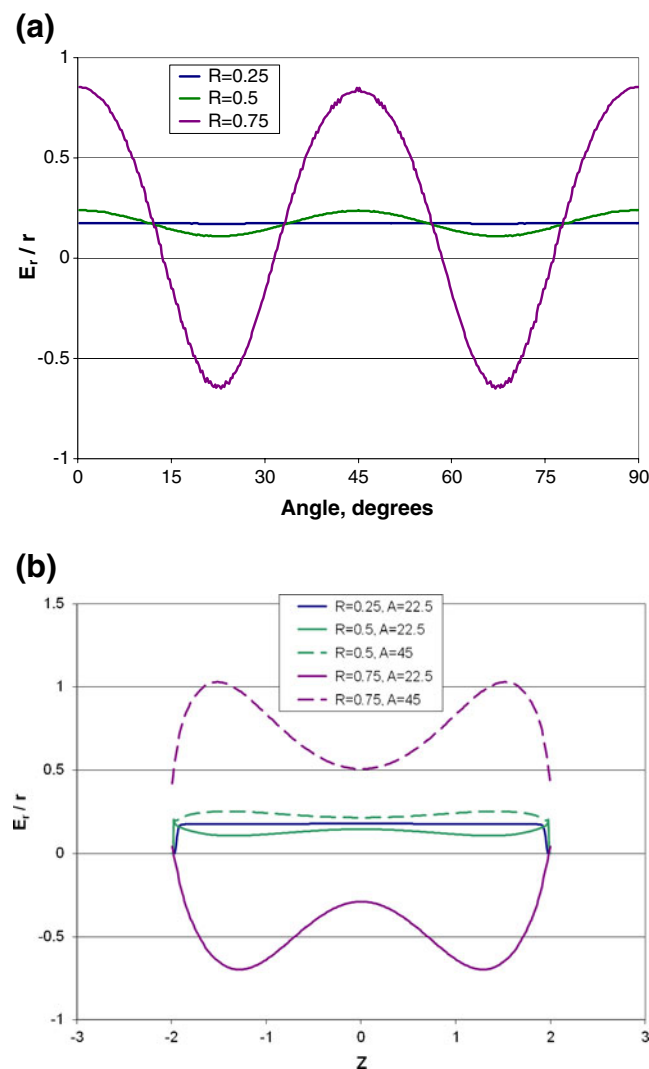 (a)
1
0.5
0
-0.5
-1
E_r / r
R=0.25
R=0.5
R=0.75
0 15 30 45 60 75 90
Angle, degrees
(b)
1.5
1
0.5
0
-0.5
-1
E_r / r
R=0.25, A=22.5
R=0.5, A=22.5
R=0.5, A=45
R=0.75, A=22.5
R=0.75, A=45
-3 -2 -1 0 1 2 3
Z